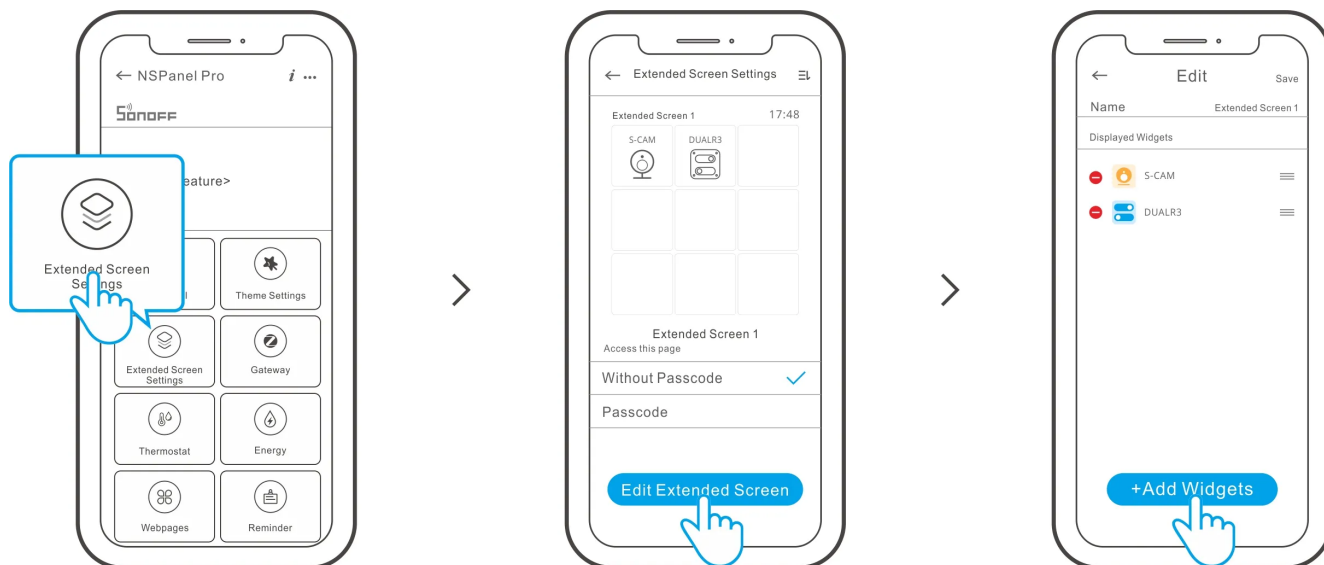 NSPanel Pro
i
SONOFF
eature>
Extended Screen
Settings
Theme Settings
Extended Screen
Settings
Gateway
Thermostat
Energy
Webpages
Reminder
Extended Screen Settings
Extended Screen 1
17:48
S-CAM
DUALR3
Extended Screen 1
Access this page
Without Passcode
Passcode
Edit Extended Screen
Edit
Save
Name
Extended Screen 1
Displayed Widgets
S-CAM
DUALR3
+Add Widgets